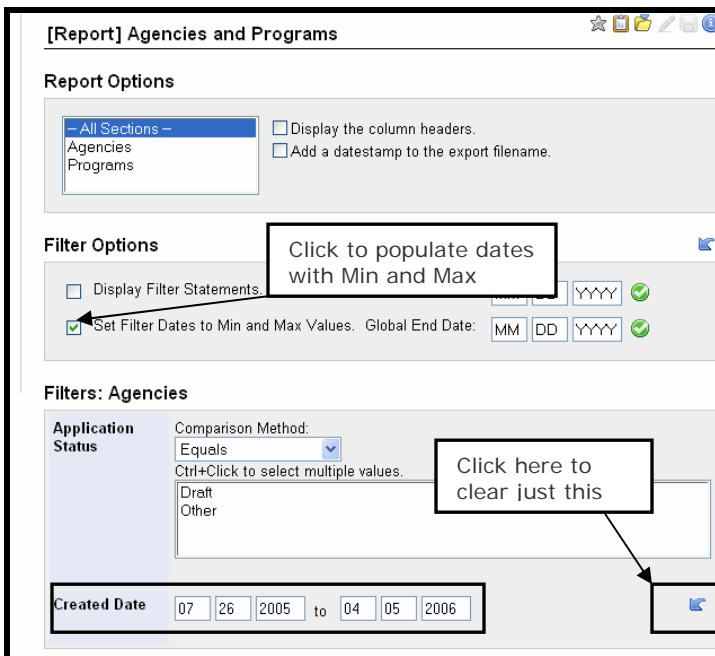 [Report] Agencies and Programs
Report Options
– All Sections –
Agencies
Programs
Display the column headers.
Add a datestamp to the export filename.
Filter Options
Click to populate dates
with Min and Max
Display Filter Statements.
YYYY
Set Filter Dates to Min and Max Values. Global End Date: MM DD YYYY
Filters: Agencies
Application
Status
Comparison Method:
Equals
Ctrl+Click to select multiple values.
Draft
Other
Click here to
clear just this
Created Date 07 26 2005 to 04 05 2006